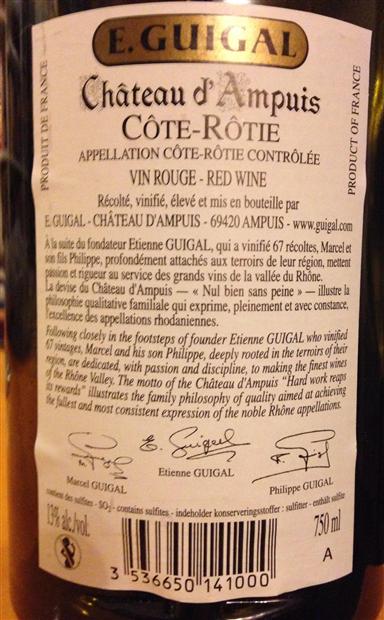 E. GUIGAL
Château d'Ampuis
CÔTE-RÔTIE
APPELLATION CÔTE-RÔTIE CONTRÔLÉE
VIN ROUGE - RED WINE
PRODUIT DE FRANCE
PRODUCT OF FRANCE
Récolté, vinifié, élevé et mis en bouteille par
E. GUIGAL - CHÂTEAU D'AMPUIS - 69420 AMPUIS - www.guigal.com
À la suite du fondateur Etienne GUIGAL, qui a vinifié 67 récoltes, Marcel et
son fils Philippe, profondément attachés aux terroirs de leur région, mettent
passion et rigueur au service des grands vins de la vallée du Rhône.
La devise du Château d'Ampuis — « Nul bien sans peine » — illustre la
philosophie qualitative familiale qui exprime, pleinement et avec constance,
l'excellence des appellations rhodaniennes.
Following closely in the footsteps of founder Etienne GUIGAL who vinified
67 vintages, Marcel and his son Philippe, deeply rooted in the terroirs of their
region, are dedicated, with passion and discipline, to making the finest wines
of the Rhône Valley. The motto of the Château d'Ampuis "Hard work reaps
its rewards" illustrates the family philosophy of quality aimed at achieving
the fullest and most consistent expression of the noble Rhône appellations.
E. Guigal
Marcel GUIGAL
Etienne GUIGAL
Philippe GUIGAL
contient des sulfites - SO₂ - contains sulfites - indeholder konserveringsstoffer : sulfitter - enthält sulfite
13% alc./vol.
750 ml
A
3 536650 141000